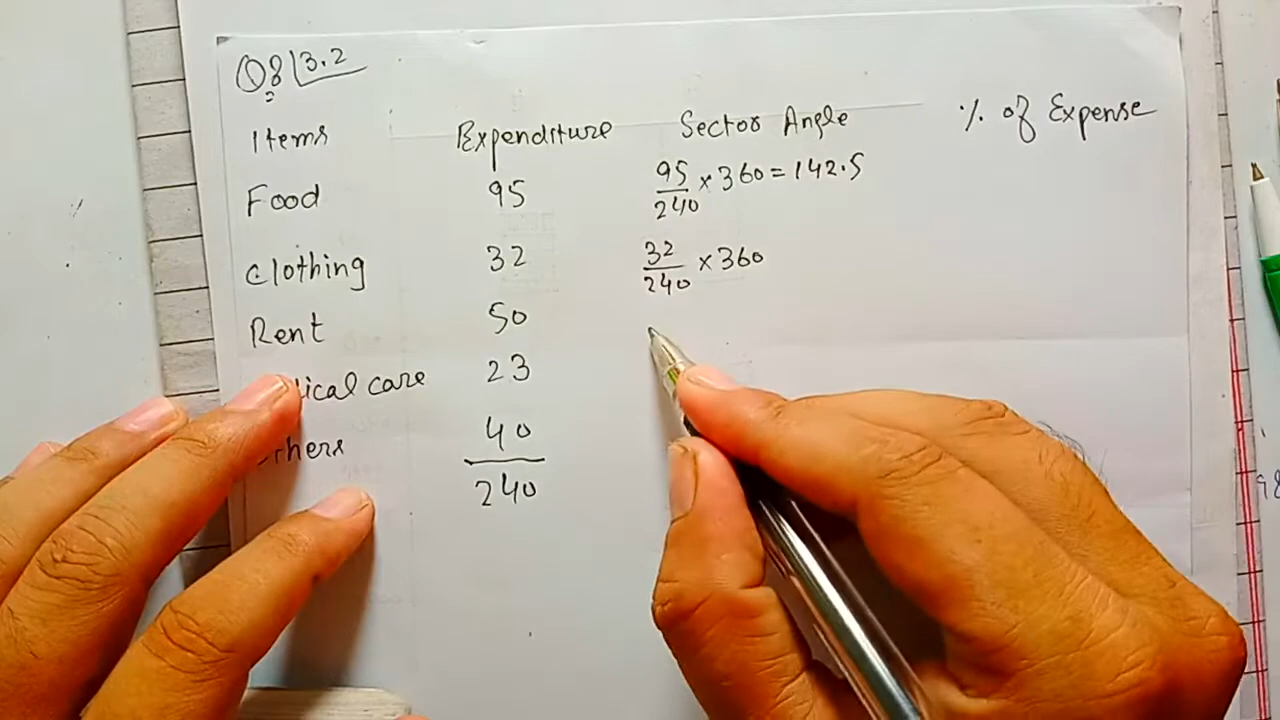 Q8 3.2
Items Expenditure Sector Angle % of Expense
Food 95 95/240 × 360 = 142.5
Clothing 32 32/240 × 360
Rent 50
care 23
40
240